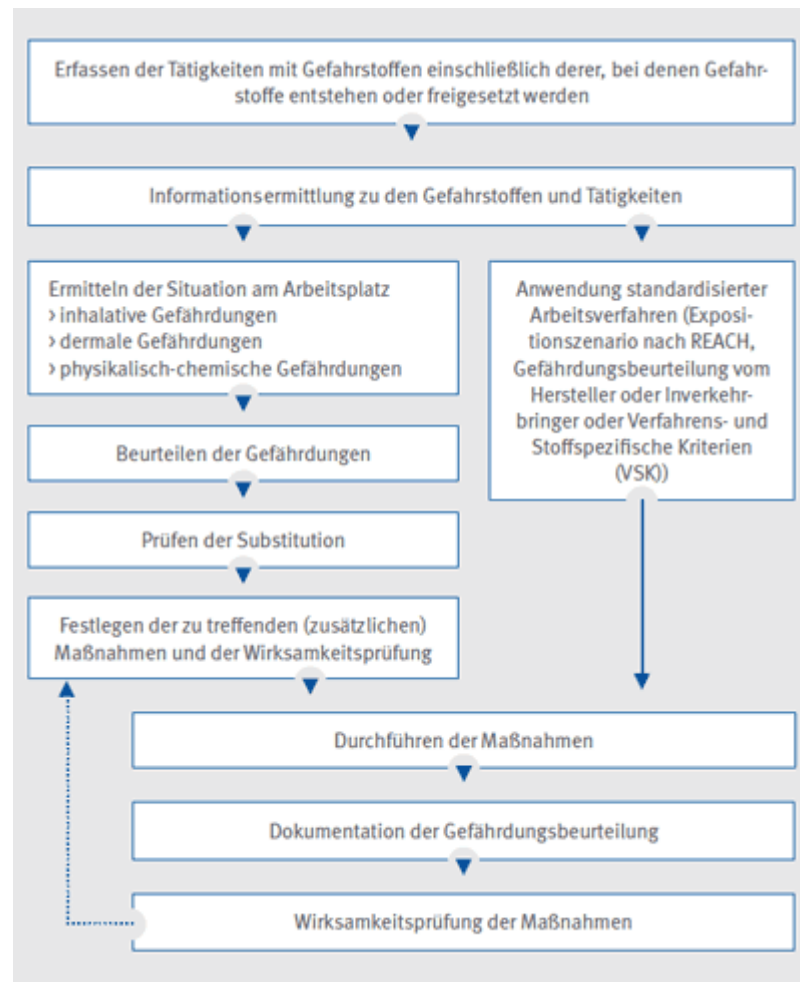 Erfassen der Tätigkeiten mit Gefahrstoffen einschließlich derer, bei denen Gefahr-
stoffe entstehen oder freigesetzt werden
Informationsermittlung zu den Gefahrstoffen und Tätigkeiten
Ermitteln der Situation am Arbeitsplatz
› inhalative Gefährdungen
› dermale Gefährdungen
› physikalisch-chemische Gefährdungen
Beurteilen der Gefährdungen
Prüfen der Substitution
Festlegen der zu treffenden (zusätzlichen)
Maßnahmen und der Wirksamkeitsprüfung
Anwendung standardisierter
Arbeitsverfahren (Exposi-
tionszenario nach REACH,
Gefährdungsbeurteilung vom
Hersteller oder Inverkehr-
bringer oder Verfahrens- und
Stoffspezifische Kriterien
(VSK))
Durchführen der Maßnahmen
Dokumentation der Gefährdungsbeurteilung
Wirksamkeitsprüfung der Maßnahmen